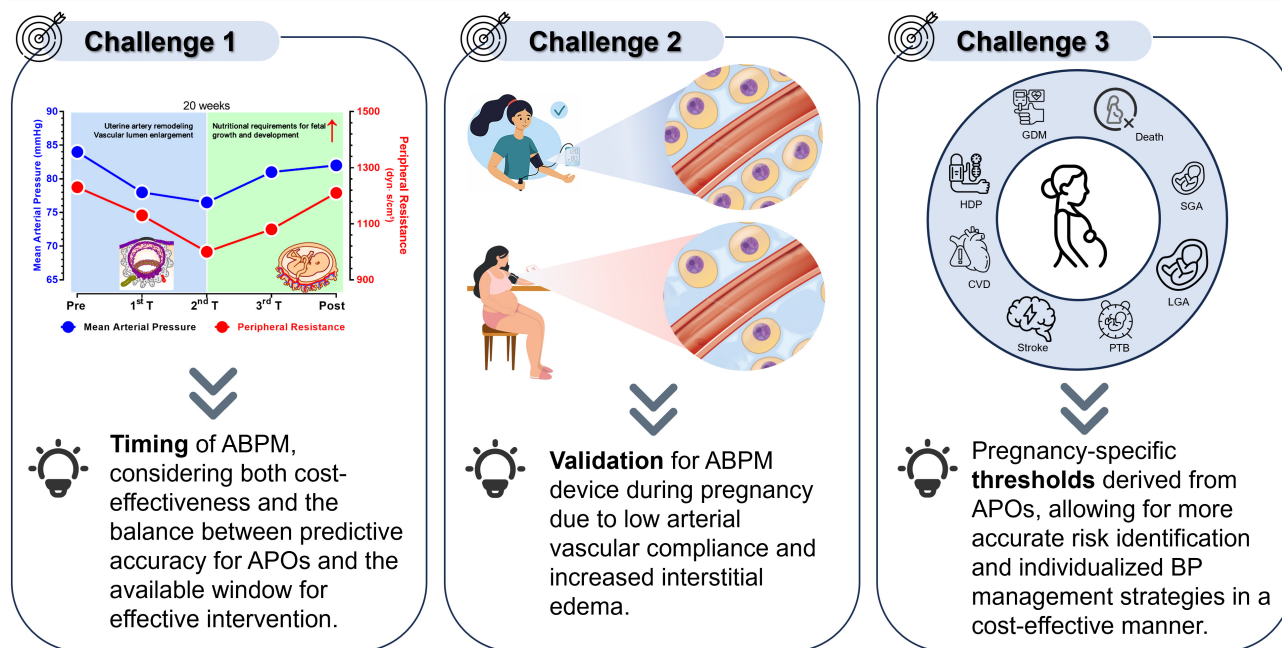 Challenge 1
20 weeks
90
85
80
75
70
65
Mean Arterial Pressure (mmHg)
Uterine artery remodeling
Vascular lumen enlargement
Nutritional requirements for fetal
growth and development
1500
1300
1100
900
Peripheral Resistance
(dyn· s/cm⁵)
Pre
1st T
2nd T
3rd T
Post
Mean Arterial Pressure
Peripheral Resistance
Timing of ABPM,
considering both cost-
effectiveness and the
balance between predictive
accuracy for APOs and the
available window for
effective intervention.
Challenge 2
Validation for ABPM
device during pregnancy
due to low arterial
vascular compliance and
increased interstitial
edema.
Challenge 3
GDM
Death
HDP
SGA
CVD
LGA
Stroke
PTB
Pregnancy-specific
thresholds derived from
APOs, allowing for more
accurate risk identification
and individualized BP
management strategies in a
cost-effective manner.